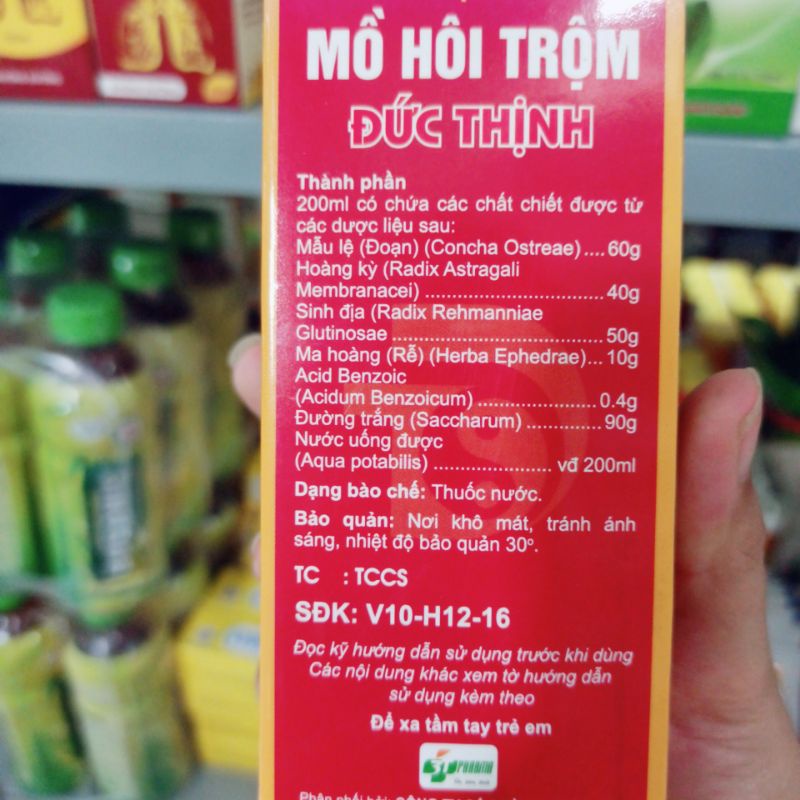 MỒ HÔI TRỘM
ĐỨC THỊNH
Thành phần
200ml có chứa các chất chiết được từ
các dược liệu sau:
Mẫu lệ (Đoạn) (Concha Ostreae).... 60g
Hoàng kỳ (Radix Astragali
Membranacei) ................................ 40g
Sinh địa (Radix Rehmanniae
Glutinosae ..................................... 50g
Ma hoàng (Rễ) (Herba Ephedrae)... 10g
Acid Benzoic
(Acidum Benzoicum) ...................... 0.4g
Đường trắng (Saccharum) ............. 90g
Nước uống được
(Aqua potabilis) .................... vđ 200ml
Dạng bào chế: Thuốc nước.
Bảo quản: Nơi khô mát, tránh ánh
sáng, nhiệt độ bảo quản 30º.
TC : TCCS
SĐK: V10-H12-16
Đọc kỹ hướng dẫn sử dụng trước khi dùng
Các nội dung khác xem tờ hướng dẫn
sử dụng kèm theo
Để xa tầm tay trẻ em
PHARMA
Phân phối bởi: